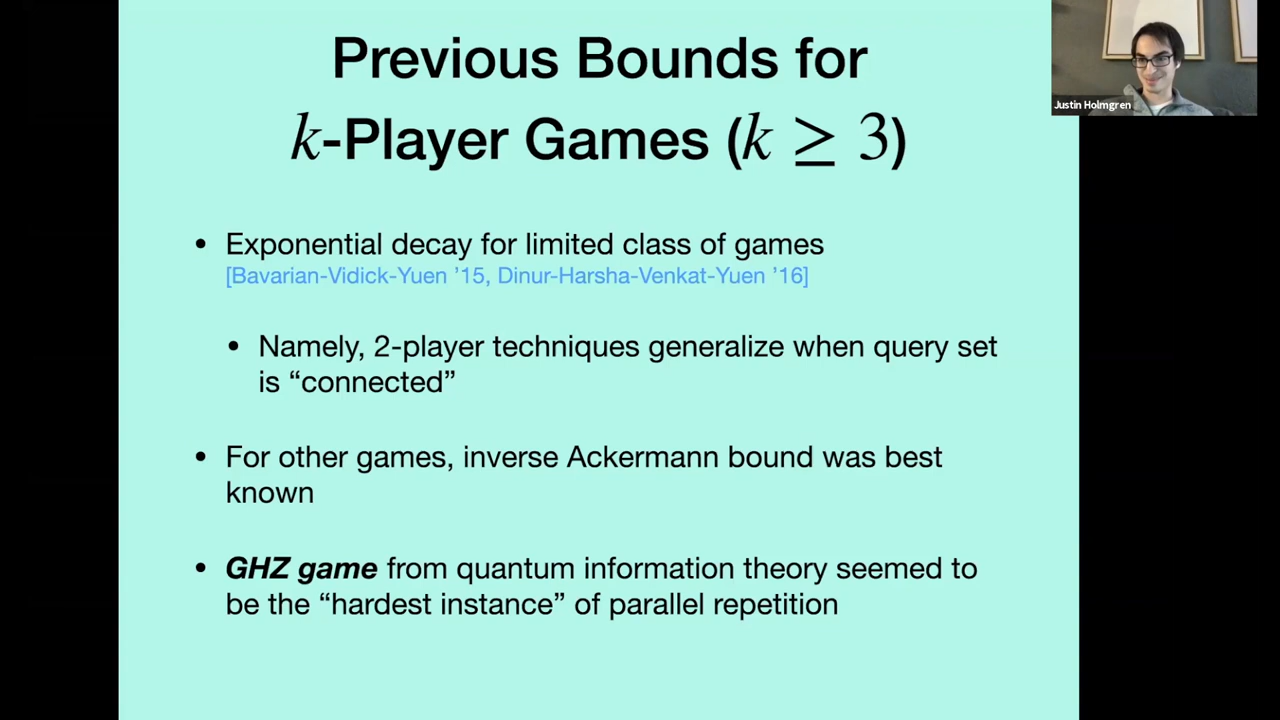 Previous Bounds for
k-Player Games (k ≥ 3)
Justin Holmgren
• Exponential decay for limited class of games
[Bavarian-Vidick-Yuen ’15, Dinur-Harsha-Venkat-Yuen ’16]
• Namely, 2-player techniques generalize when query set
is “connected”
• For other games, inverse Ackermann bound was best
known
• GHZ game from quantum information theory seemed to
be the “hardest instance” of parallel repetition